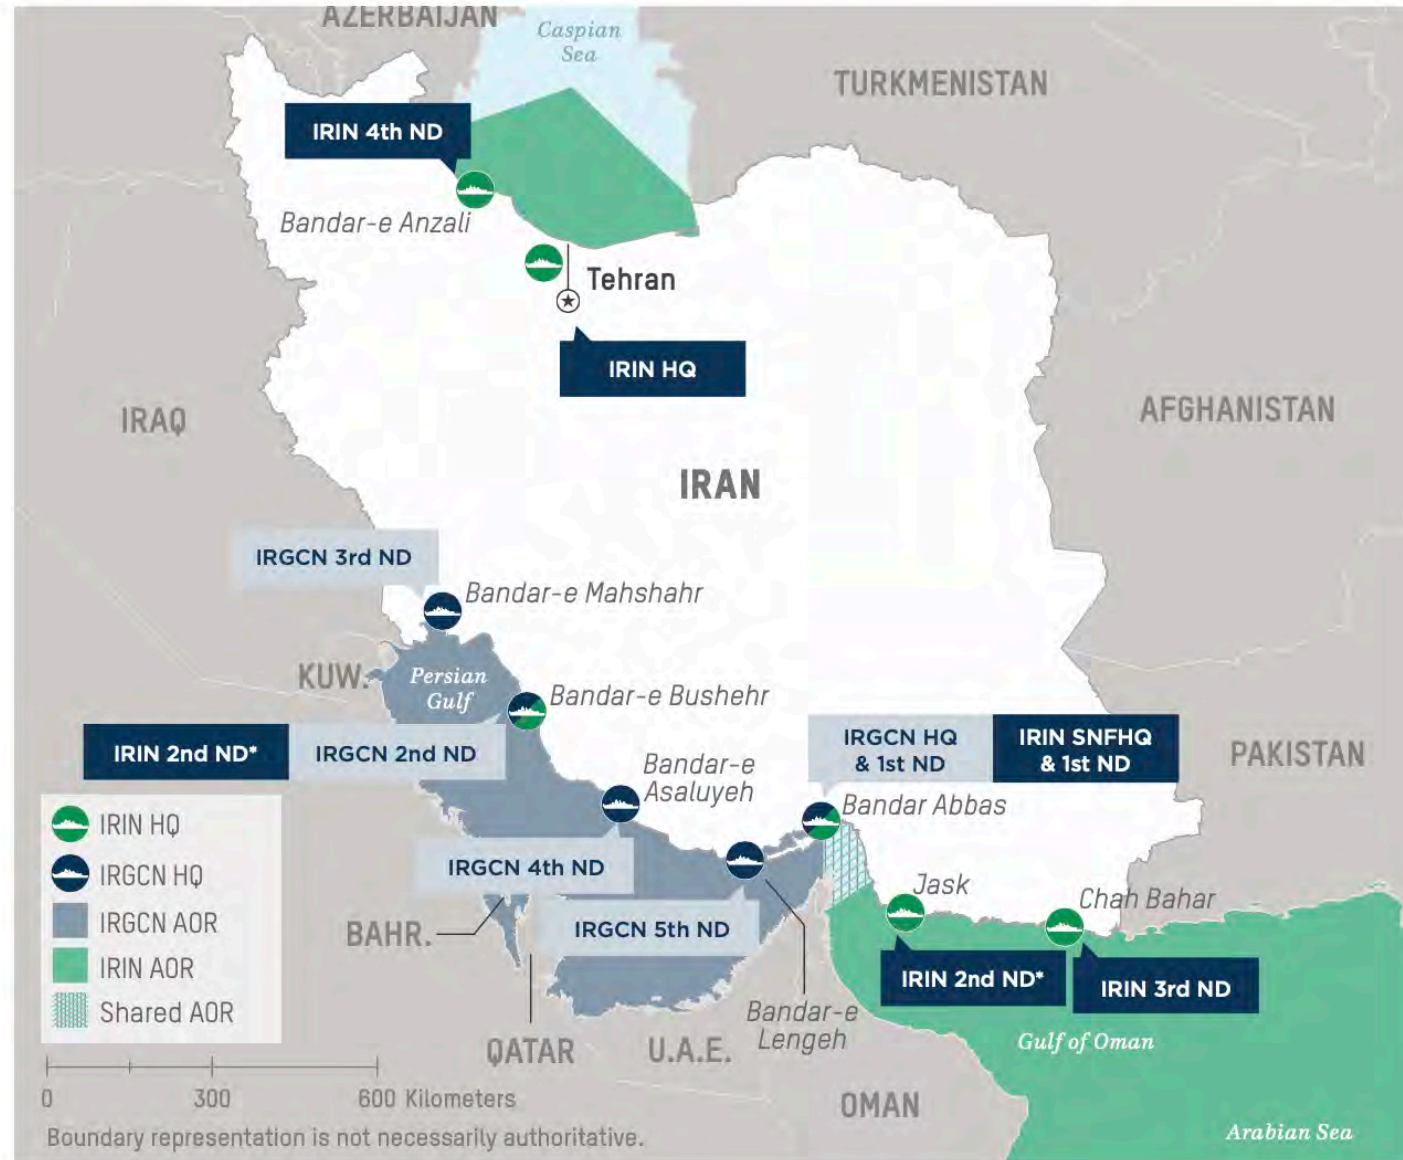 AZERBAIJAN
Caspian
Sea
TURKMENISTAN
IRIN 4th ND
Bandar-e Anzali
Tehran
IRIN HQ
IRAQ
AFGHANISTAN
IRAN
IRGCN 3rd ND
Bandar-e Mahshahr
KUW.
Persian
Gulf
Bandar-e Bushehr
IRIN 2nd ND*
IRGCN 2nd ND
Bandar-e
Asaluyeh
IRGCN HQ
& 1st ND
IRIN SNFHQ
& 1st ND
PAKISTAN
Bandar Abbas
IRIN HQ
IRGCN HQ
IRGCN AOR
IRIN AOR
Shared AOR
IRGCN 4th ND
BAHR.
IRGCN 5th ND
Jask
Chah Bahar
IRIN 2nd ND*
IRIN 3rd ND
Bandar-e
Lengeh
QATAR
U.A.E.
Gulf of Oman
OMAN
Arabian Sea
0 300 600 Kilometers
Boundary representation is not necessarily authoritative.